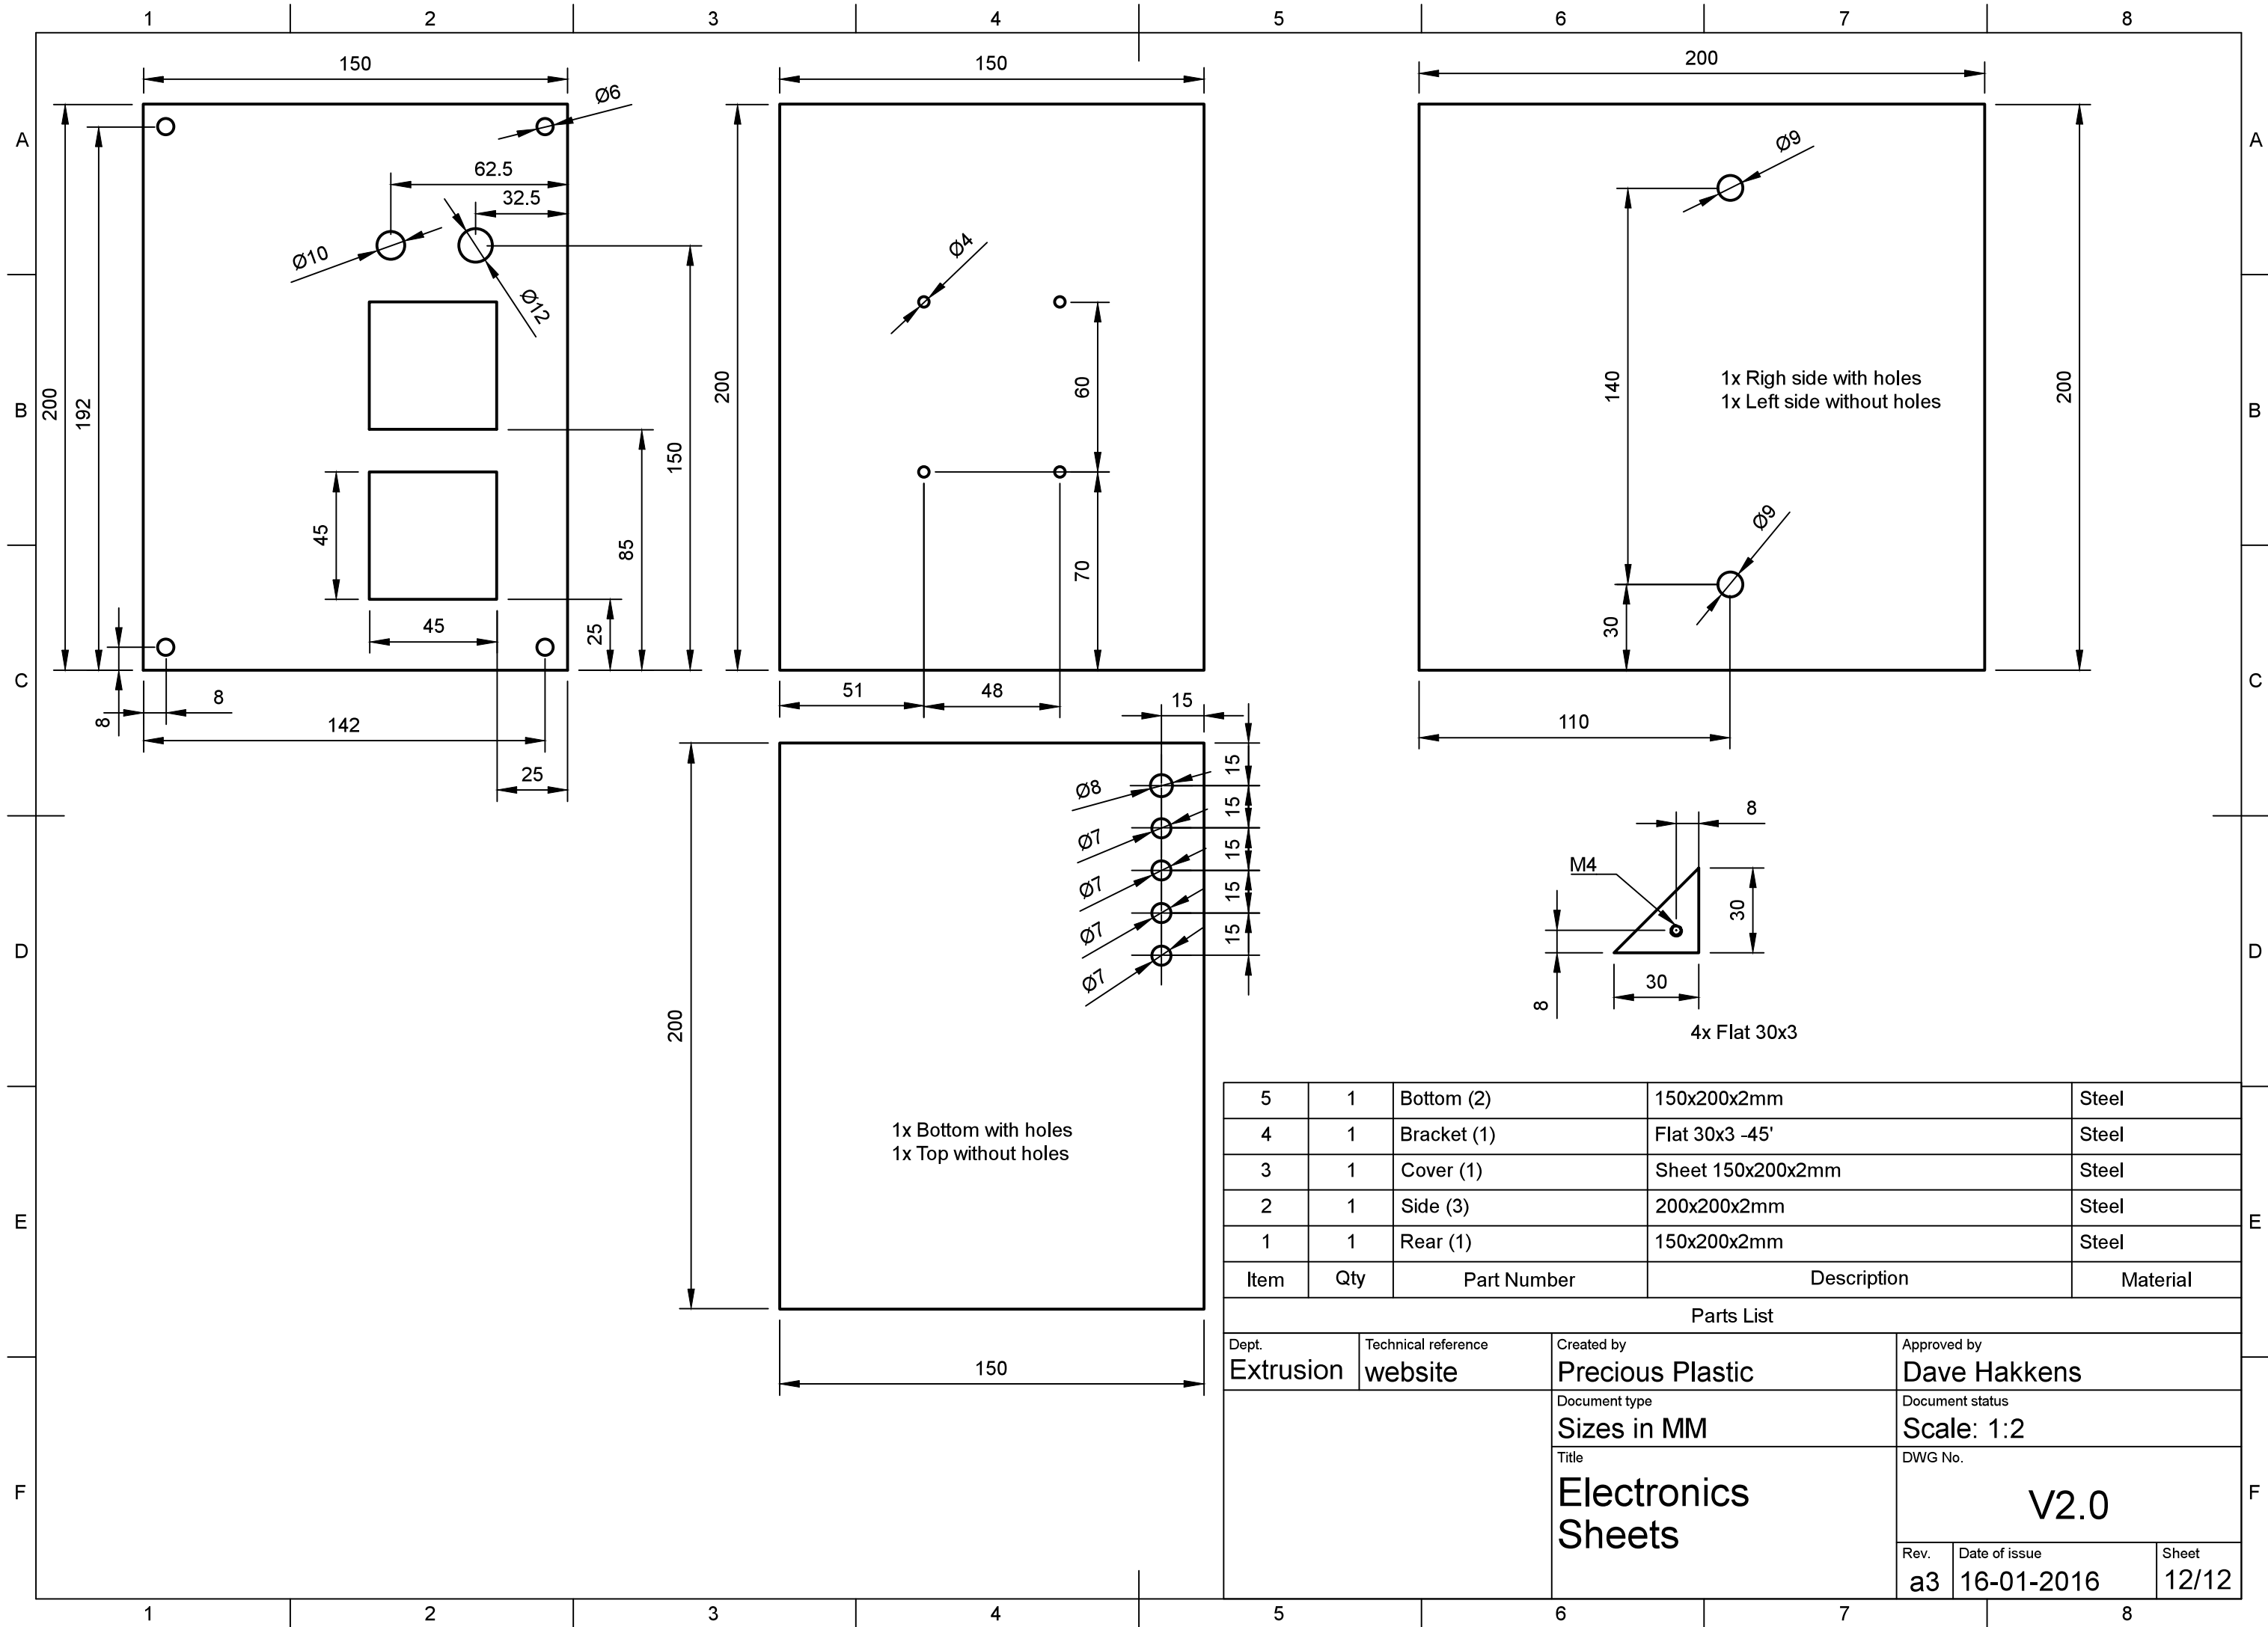 1 2 3 4 5 6 7 8
A A
B B
C C
D D
E E
F F
1 2 3 4 5 6 7 8
150
Ø6
62.5
32.5
Ø10
Ø12
200
192
150
45
85
45
25
8
8
142
25
150
200
Ø4
60
70
51
48
200
Ø9
140
1x Righ side with holes
1x Left side without holes
200
Ø9
30
110
15
15
Ø8
15
Ø7
15
Ø7
15
Ø7
15
Ø7
200
1x Bottom with holes
1x Top without holes
150
8
M4
30
8
30
4x Flat 30x3
5 1 Bottom (2) 150x200x2mm Steel
4 1 Bracket (1) Flat 30x3 -45' Steel
3 1 Cover (1) Sheet 150x200x2mm Steel
2 1 Side (3) 200x200x2mm Steel
1 1 Rear (1) 150x200x2mm Steel
Item Qty Part Number Description Material
Parts List
Dept. Technical reference Created by Approved by
Extrusion website Precious Plastic Dave Hakkens
Document type Document status
Sizes in MM Scale: 1:2
Title DWG No.
Electronics
Sheets
V2.0
Rev. Date of issue Sheet
a3 16-01-2016 12/12